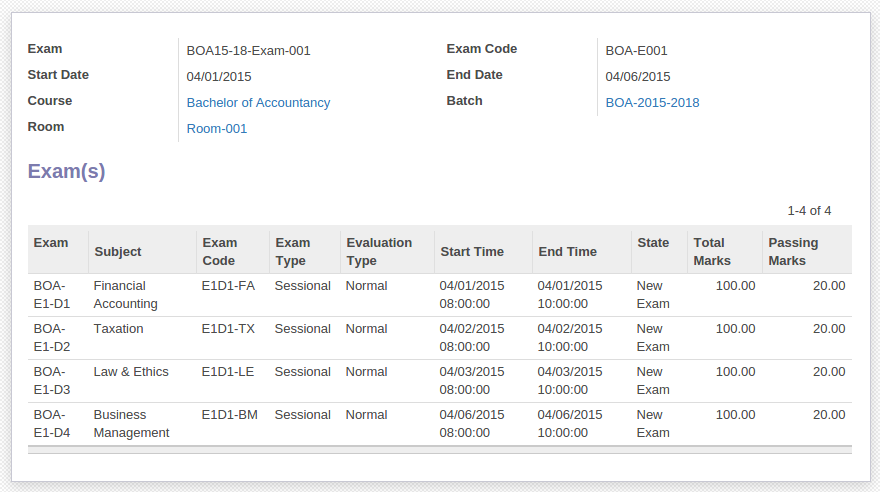 Exam BOA15-18-Exam-001 Exam Code BOA-E001
Start Date 04/01/2015 End Date 04/06/2015
Course Bachelor of Accountancy Batch BOA-2015-2018
Room Room-001
Exam(s)
1-4 of 4
Exam Subject Exam Code Exam Type Evaluation Type Start Time End Time State Total Marks Passing Marks
BOA-E1-D1 Financial Accounting E1D1-FA Sessional Normal 04/01/2015 08:00:00 04/01/2015 10:00:00 New Exam 100.00 20.00
BOA-E1-D2 Taxation E1D1-TX Sessional Normal 04/02/2015 08:00:00 04/02/2015 10:00:00 New Exam 100.00 20.00
BOA-E1-D3 Law & Ethics E1D1-LE Sessional Normal 04/03/2015 08:00:00 04/03/2015 10:00:00 New Exam 100.00 20.00
BOA-E1-D4 Business Management E1D1-BM Sessional Normal 04/06/2015 08:00:00 04/06/2015 10:00:00 New Exam 100.00 20.00